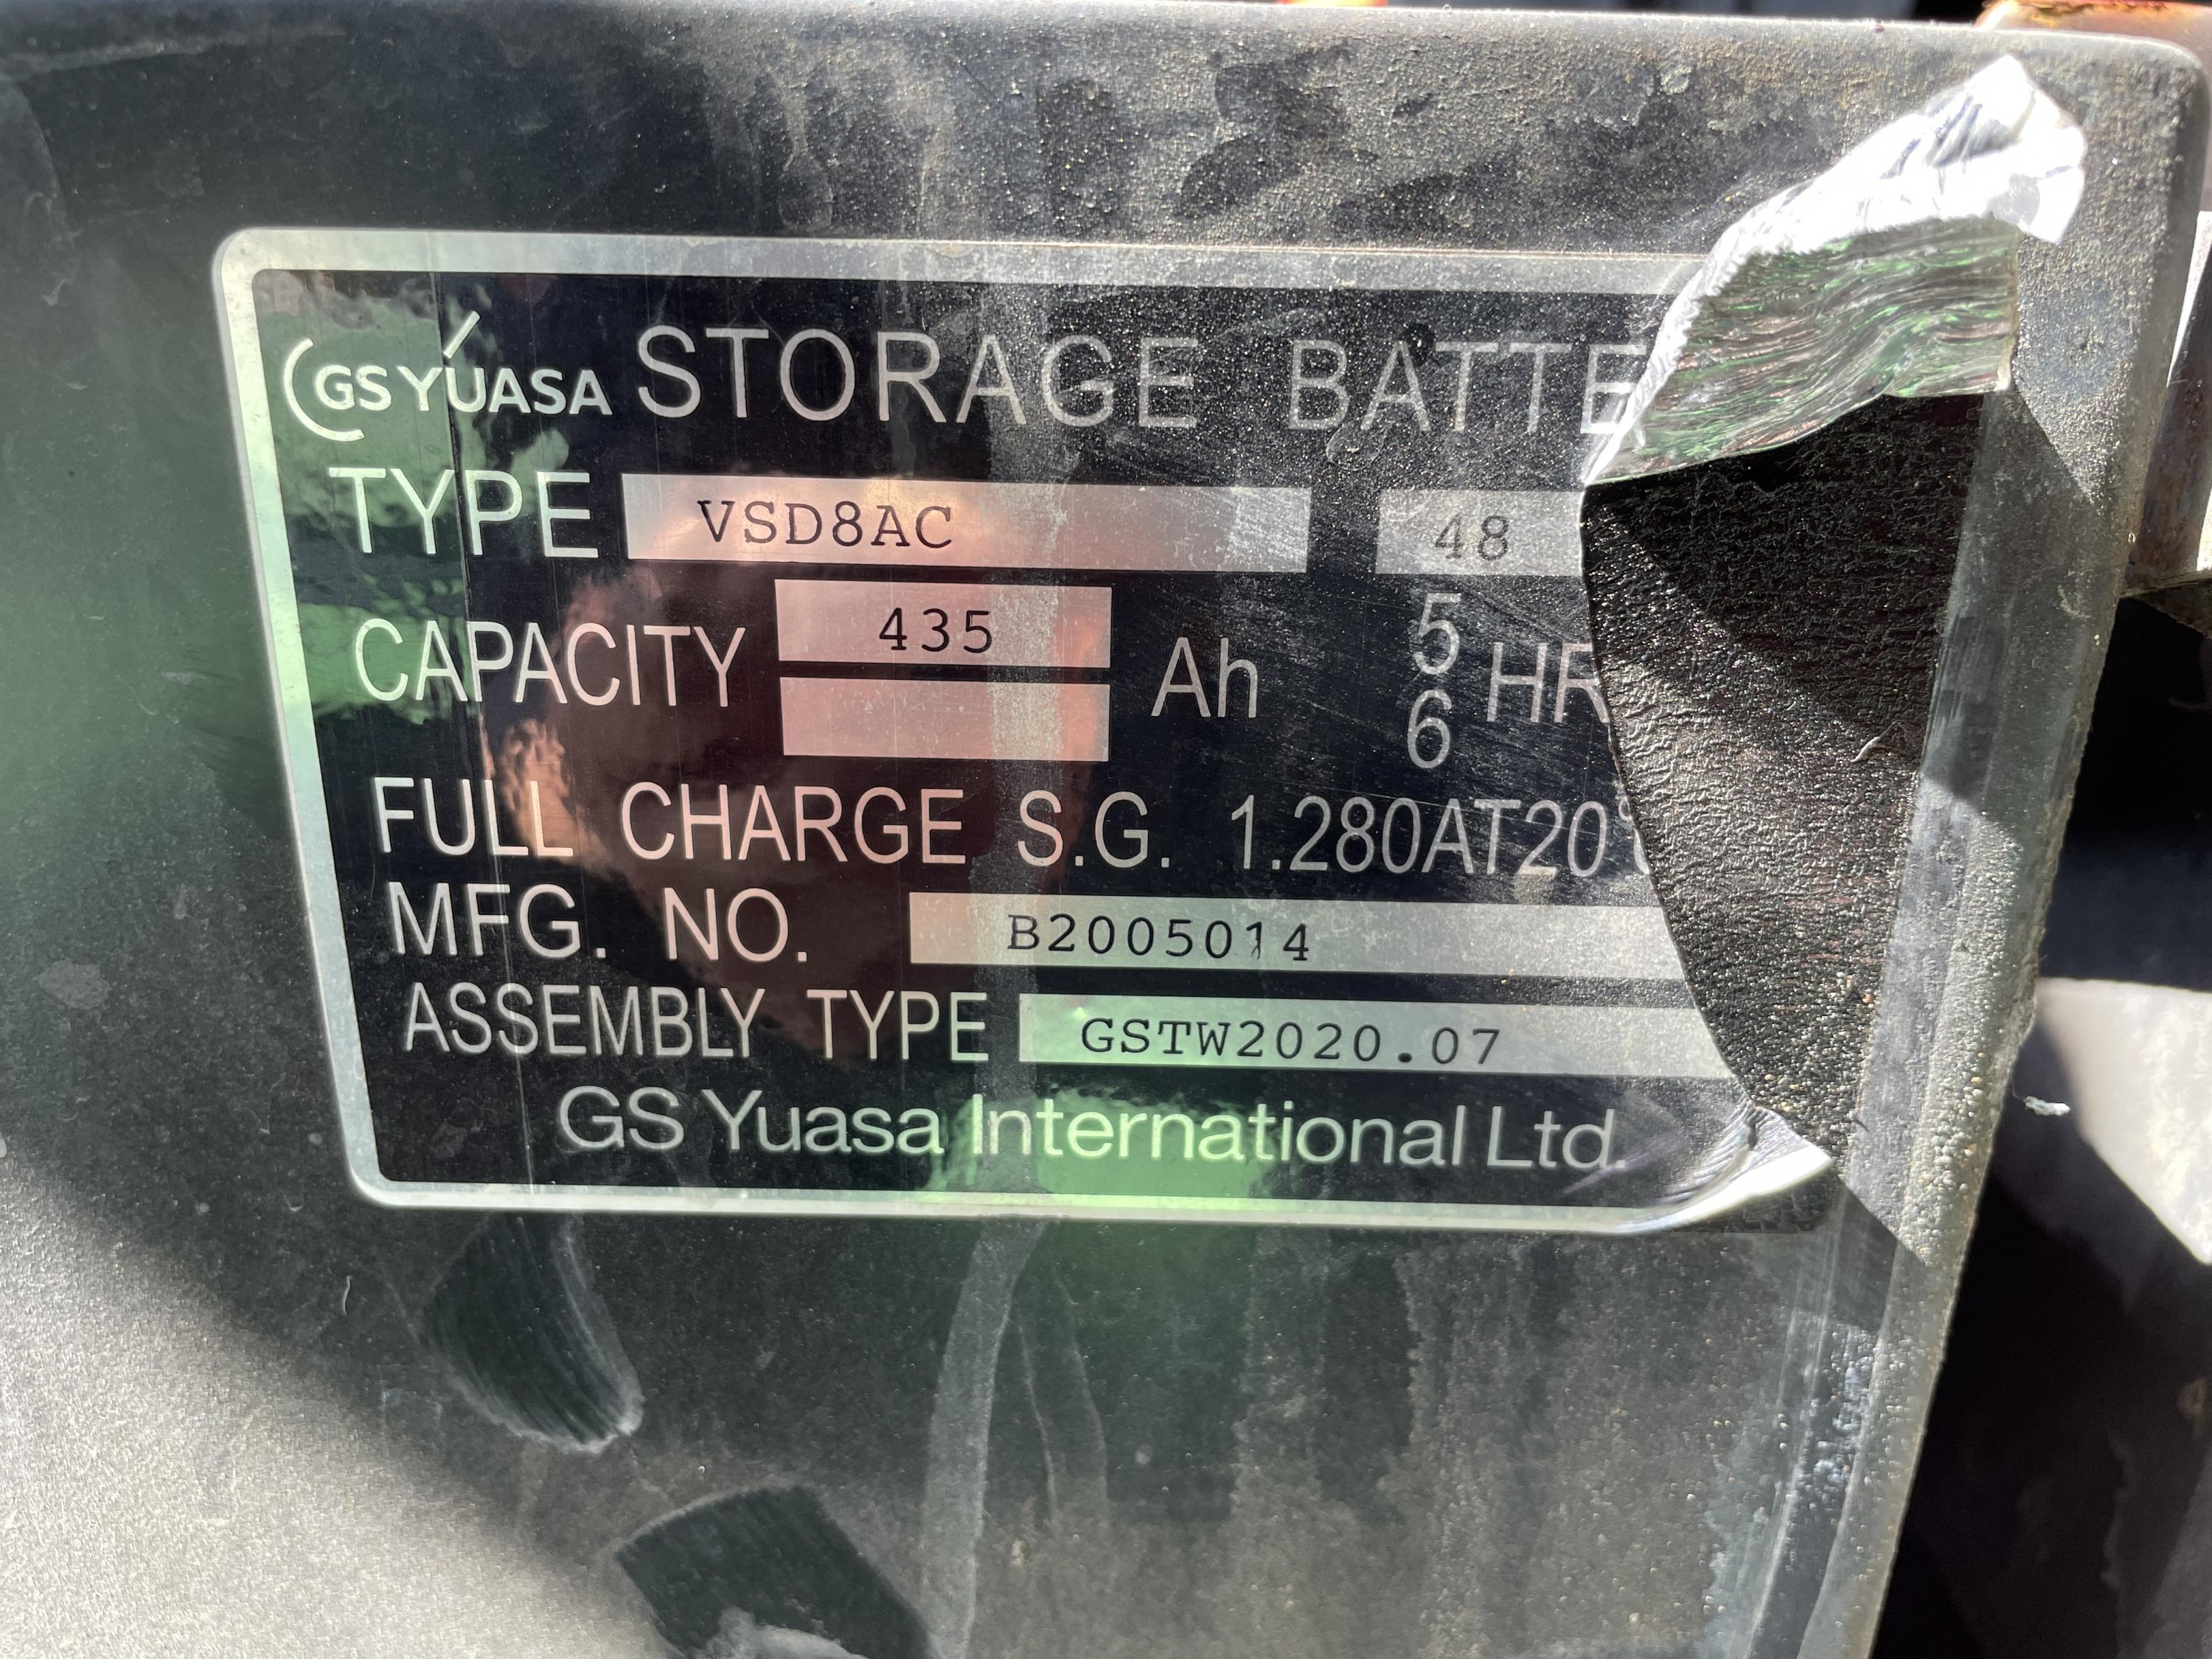 GS YUASA STORAGE BATTE
TYPE VSD8AC 48
CAPACITY 435 Ah 5 HR
6
FULL CHARGE S.G. 1.280AT20°
MFG. NO. B2005014
ASSEMBLY TYPE GSTW2020.07
GS Yuasa International Ltd.